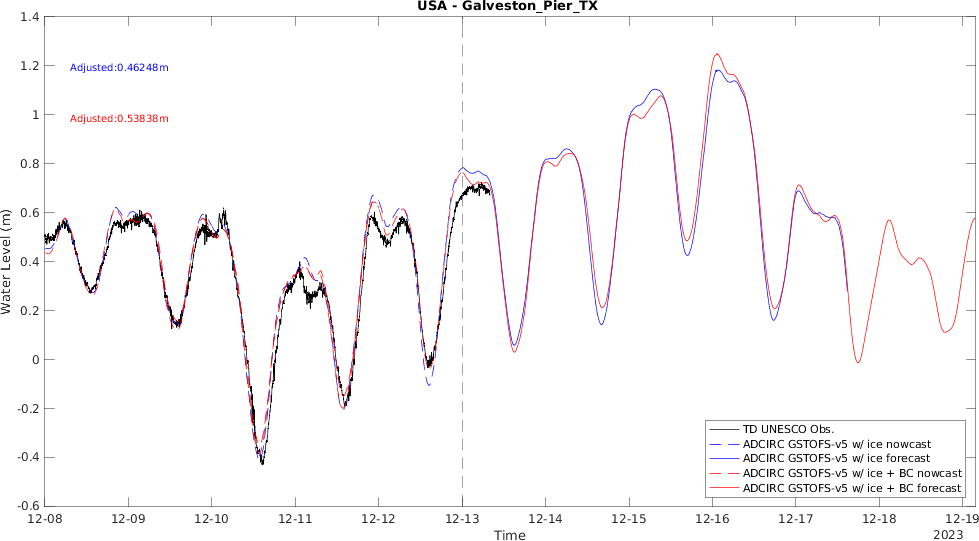 USA - Galveston_Pier_TX
1.4
1.2
1
0.8
0.6
0.4
0.2
0
-0.2
-0.4
-0.6
Water Level (m)
Adjusted:0.46248m
Adjusted:0.53838m
TD UNESCO Obs.
ADCIRC GSTOFS-v5 w/ ice nowcast
ADCIRC GSTOFS-v5 w/ ice forecast
ADCIRC GSTOFS-v5 w/ ice + BC nowcast
ADCIRC GSTOFS-v5 w/ ice + BC forecast
12-08 12-09 12-10 12-11 12-12 12-13 12-14 12-15 12-16 12-17 12-18 12-19
Time
2023